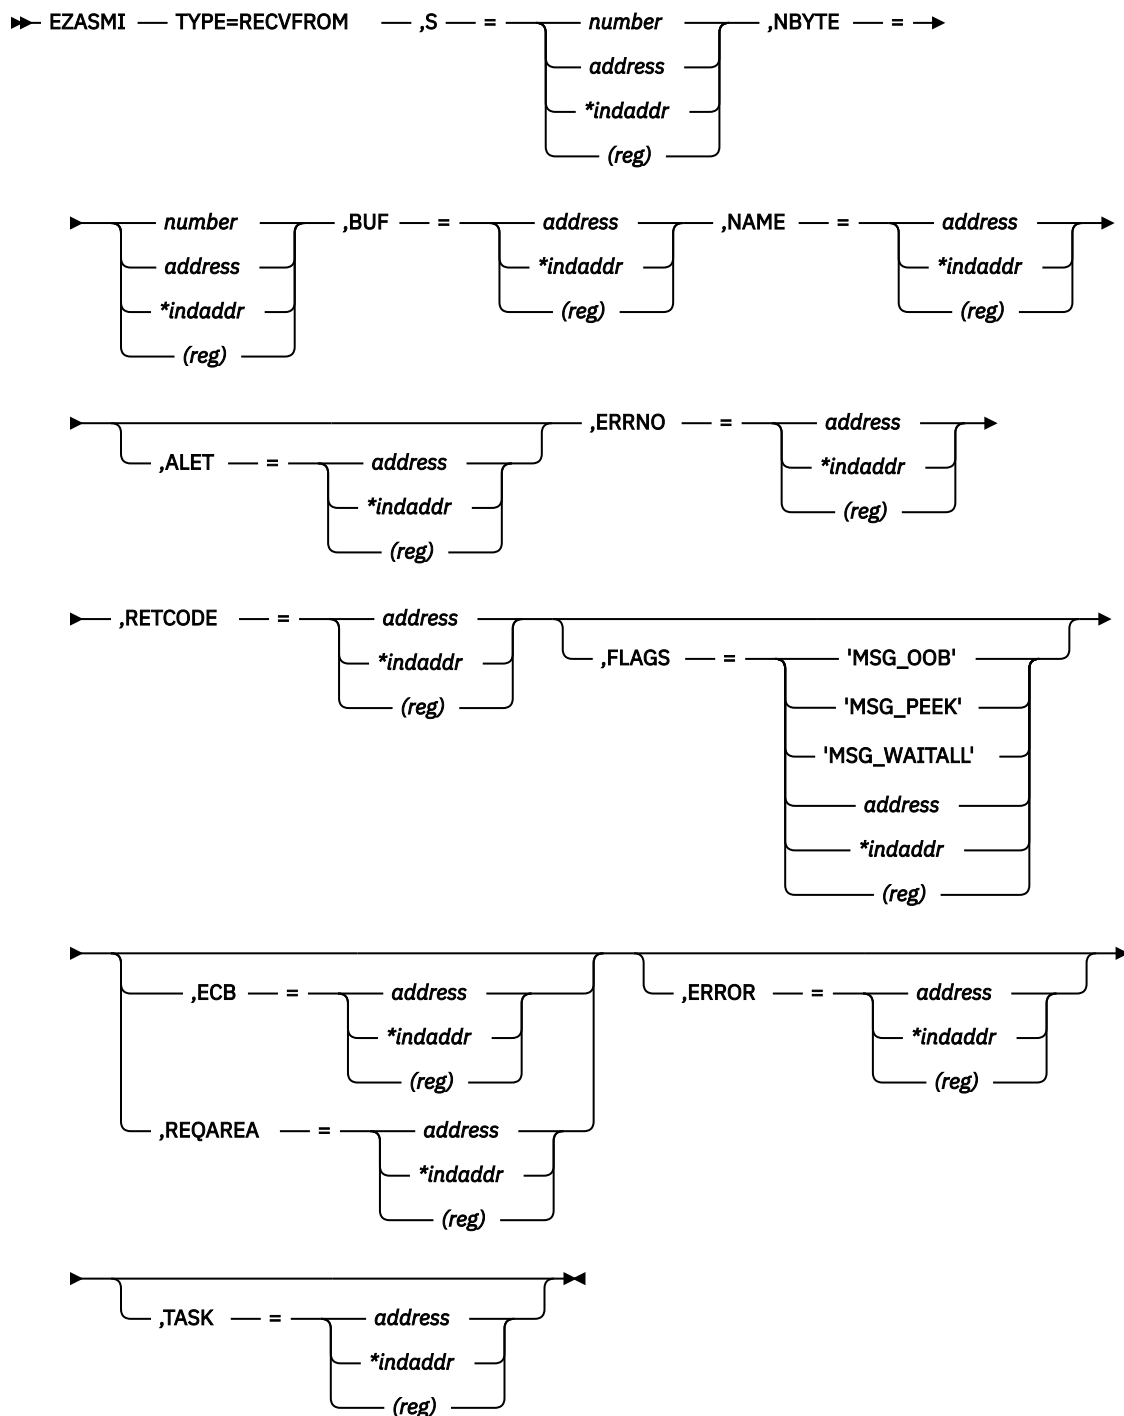 EZASMI TYPE=RECVFROM ,S = number ,NBYTE =
address
*indaddr
(reg)
number ,BUF = address ,NAME = address
address *indaddr *indaddr
*indaddr (reg) (reg)
(reg)
,ERRNO = address
,ALET = address *indaddr
*indaddr (reg)
(reg)
,RETCODE = address
*indaddr ,FLAGS = 'MSG_OOB'
(reg) 'MSG_PEEK'
'MSG_WAITALL'
address
*indaddr
(reg)
,ECB = address ,ERROR = address
*indaddr *indaddr
(reg) (reg)
,REQAREA = address
*indaddr
(reg)
,TASK = address
*indaddr
(reg)